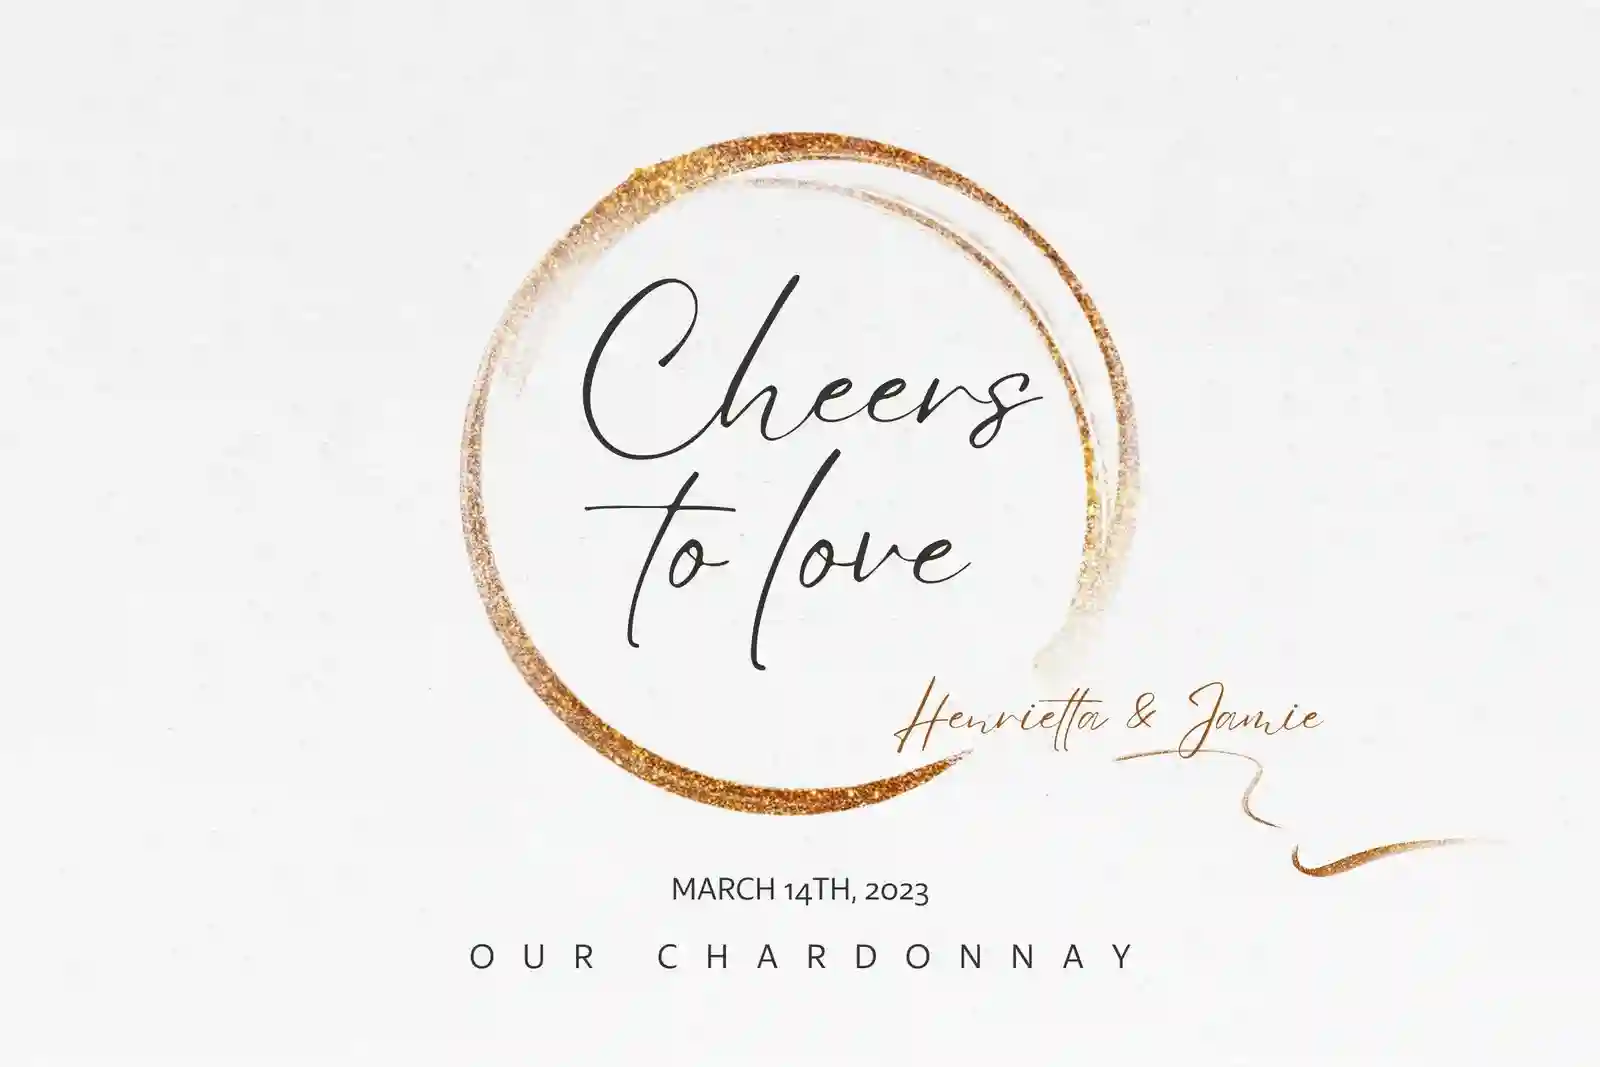 Cheers
to love
Henrietta & Jamie
MARCH 14TH, 2023
OUR CHARDONNAY